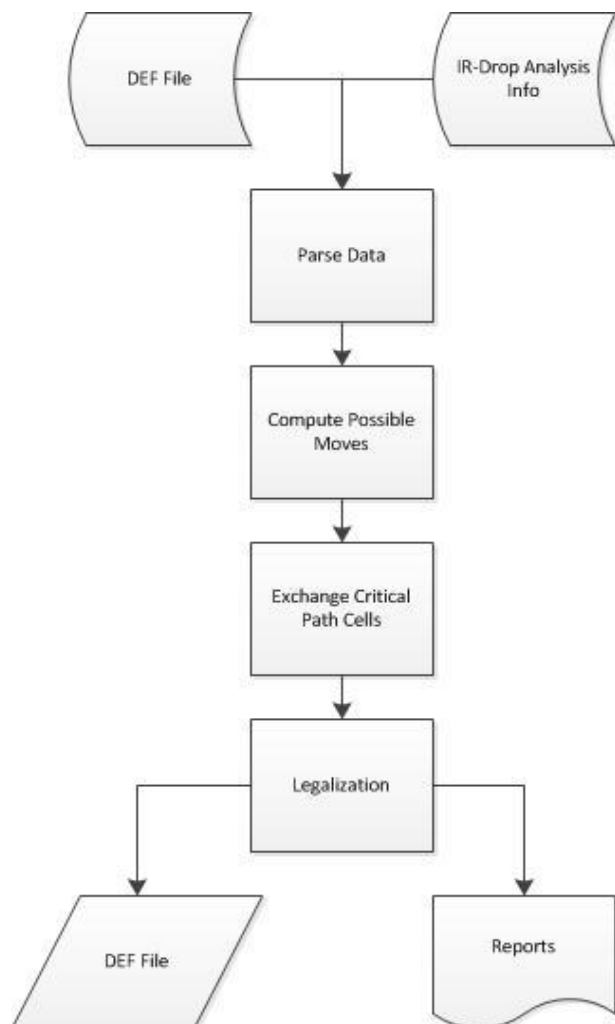 DEF File
IR-Drop Analysis
Info
Parse Data
Compute Possible
Moves
Exchange Critical
Path Cells
Legalization
DEF File
Reports